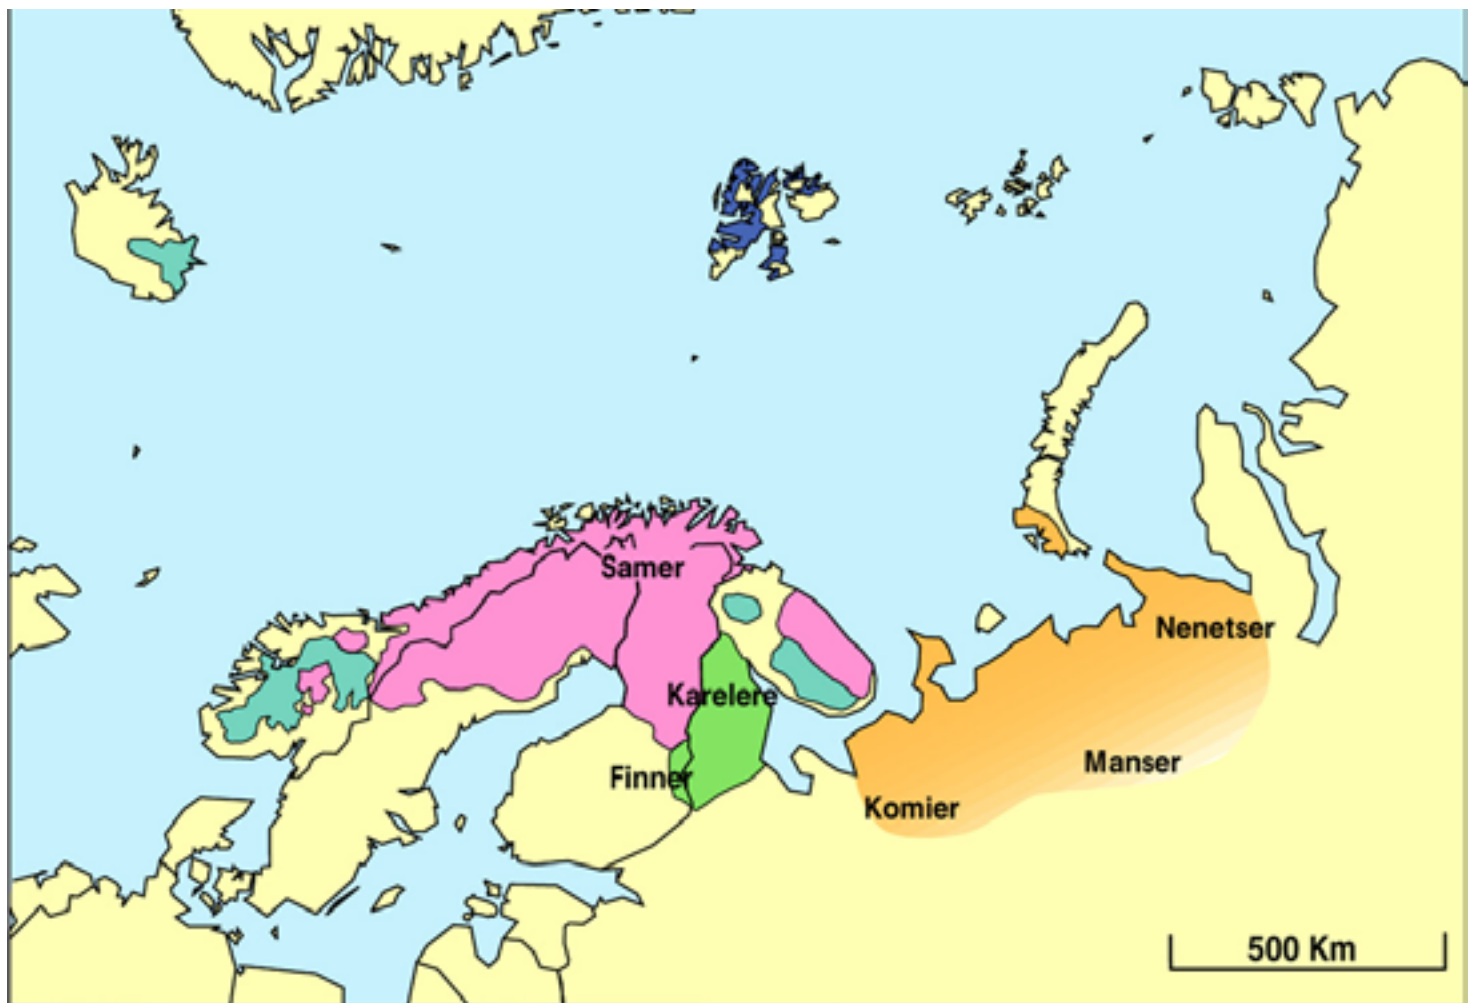 Samer
Nenetser
Karelere
Manser
Finner
Komier
500 Km